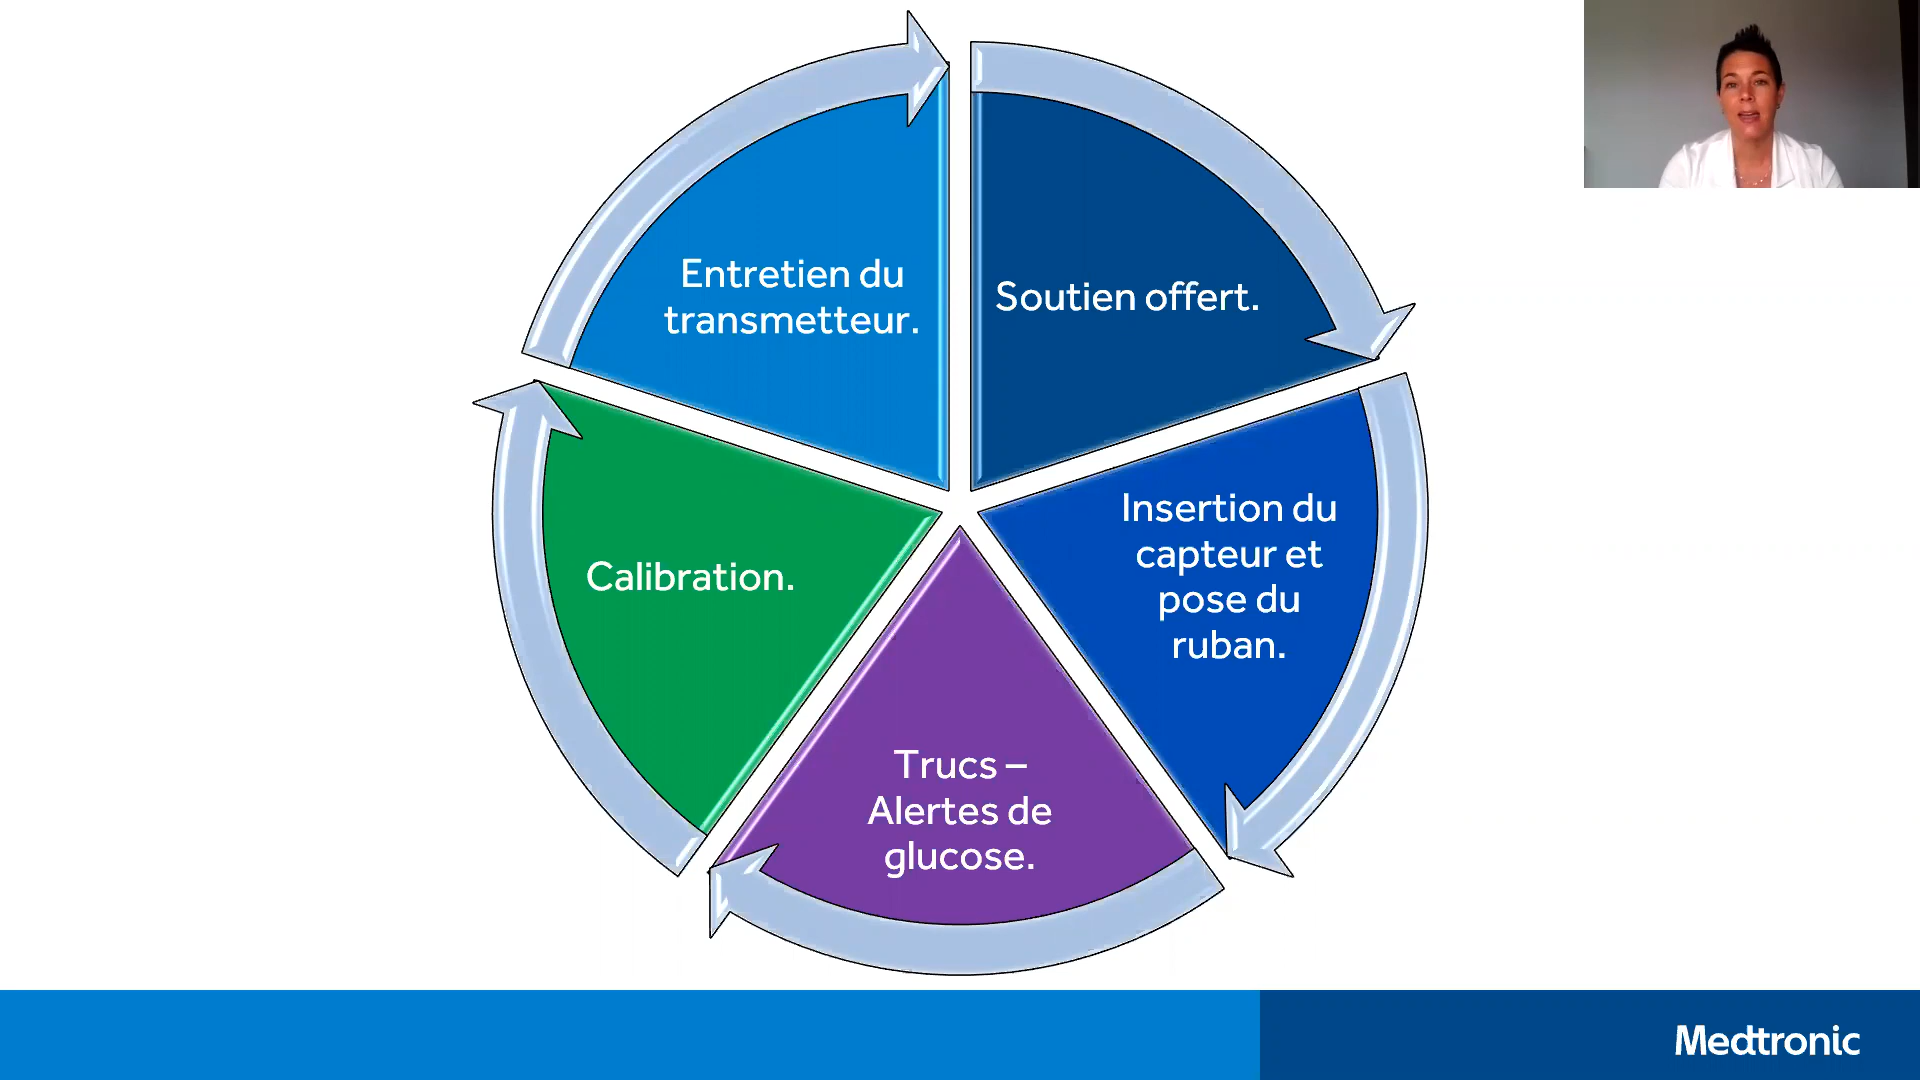 Entretien du
transmetteur.
Soutien offert.
Insertion du
capteur et
pose du
ruban.
Trucs –
Alertes de
glucose.
Calibration.
Medtronic